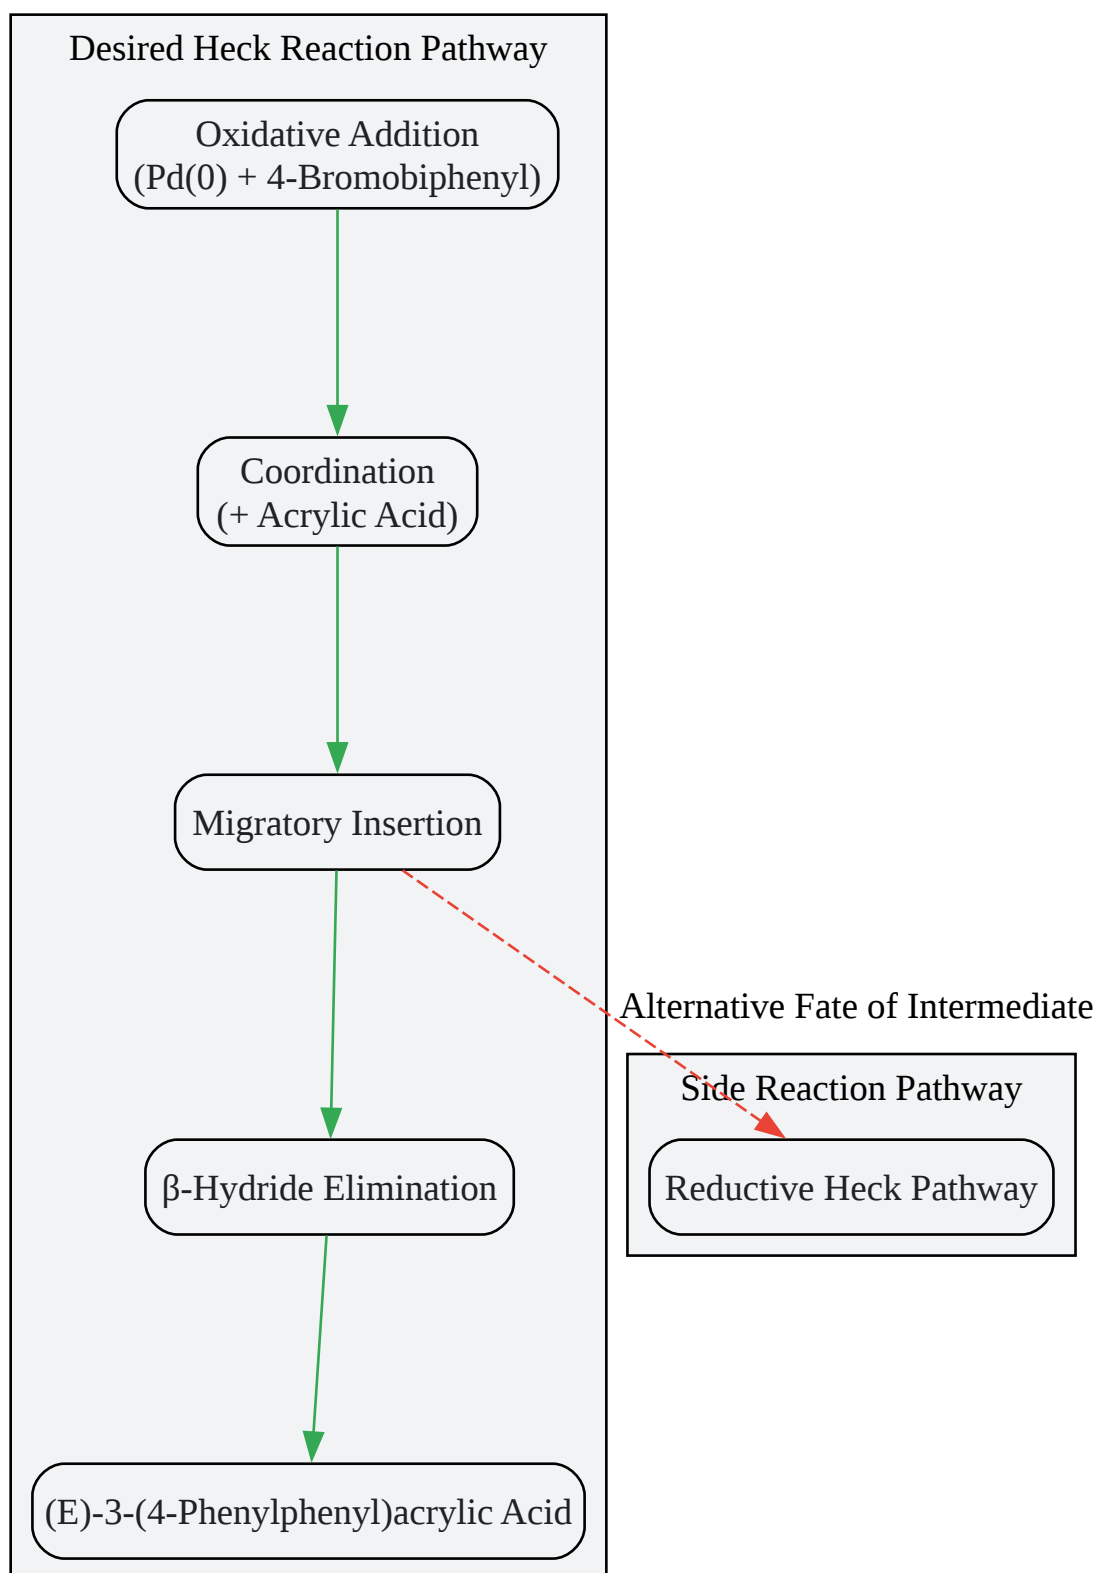 Desired Heck Reaction Pathway
Oxidative Addition
(Pd(0) + 4-Bromobiphenyl)
Coordination
(+ Acrylic Acid)
Migratory Insertion
Alternative Fate of Intermediate
Side Reaction Pathway
β-Hydride Elimination
Reductive Heck Pathway
(E)-3-(4-Phenylphenyl)acrylic Acid